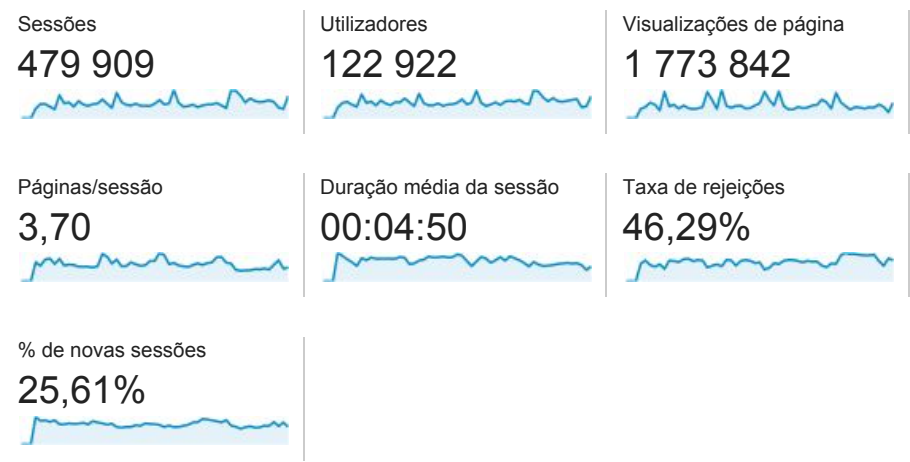 Sessões
479 909
Utilizadores
122 922
Visualizações de página
1 773 842
Páginas/sessão
3,70
Duração média da sessão
00:04:50
Taxa de rejeições
46,29%
% de novas sessões
25,61%